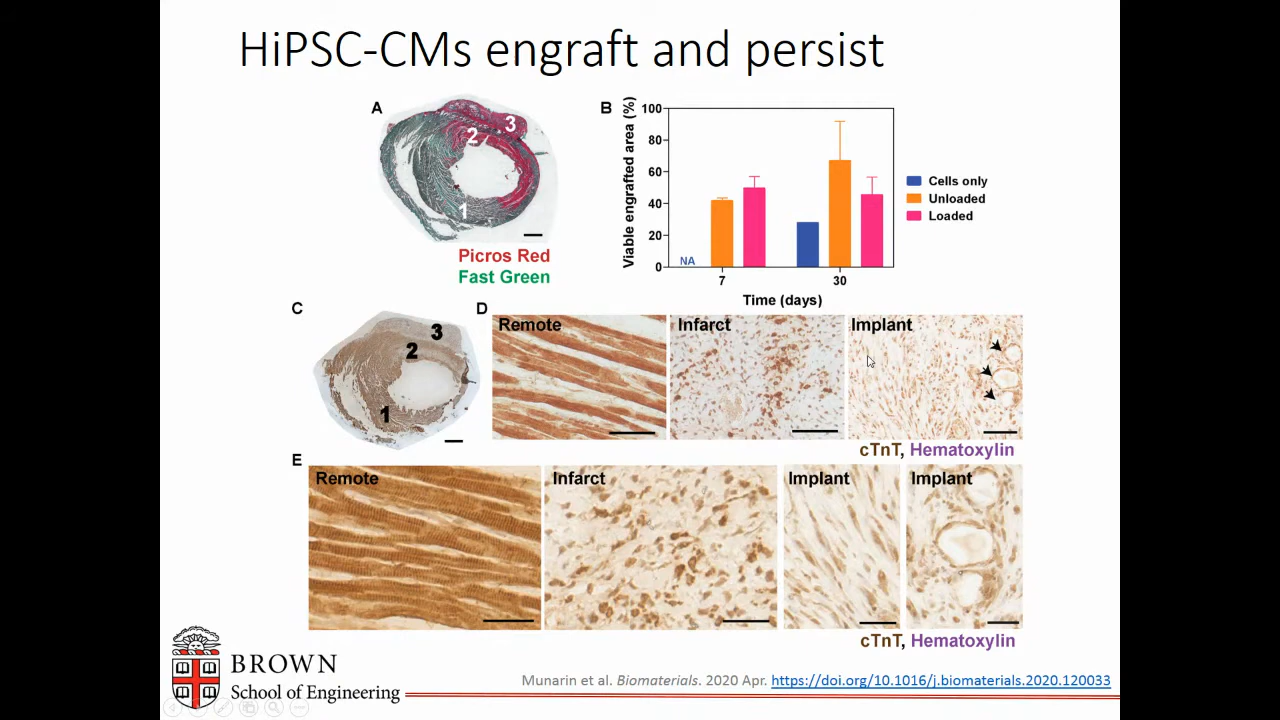 HiPSC-CMs engraft and persist
A
3
2
1
Picros Red
Fast Green
B
Viable engrafted area (%)
100
80
60
40
20
0
NA
7
30
Time (days)
Cells only
Unloaded
Loaded
C
3
2
1
D
Remote
Infarct
Implant
cTnT, Hematoxylin
E
Remote
Infarct
Implant
Implant
cTnT, Hematoxylin
BROWN
School of Engineering
Munarin et al. Biomaterials. 2020 Apr. https://doi.org/10.1016/j.biomaterials.2020.120033